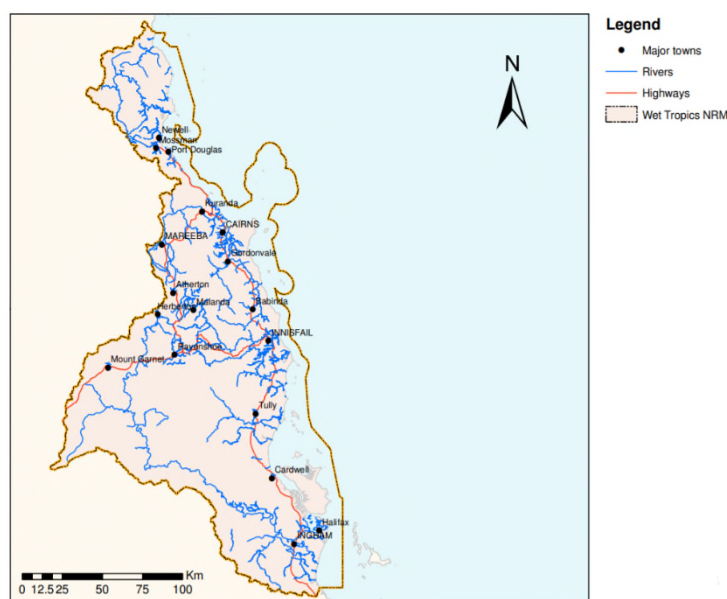 Legend
N
Major towns
Rivers
Highways
Wet Tropics NRM
Newell
Mossman
Port Douglas
Kuranda
CAIRNS
MAREEBA
Gordonvale
Atherton
Malanda
Babinda
Herberton
INNISFAIL
Ravenshoe
Mount Garnet
Tully
Cardwell
Halifax
INGHAM
Km
0 12.5 25 50 75 100